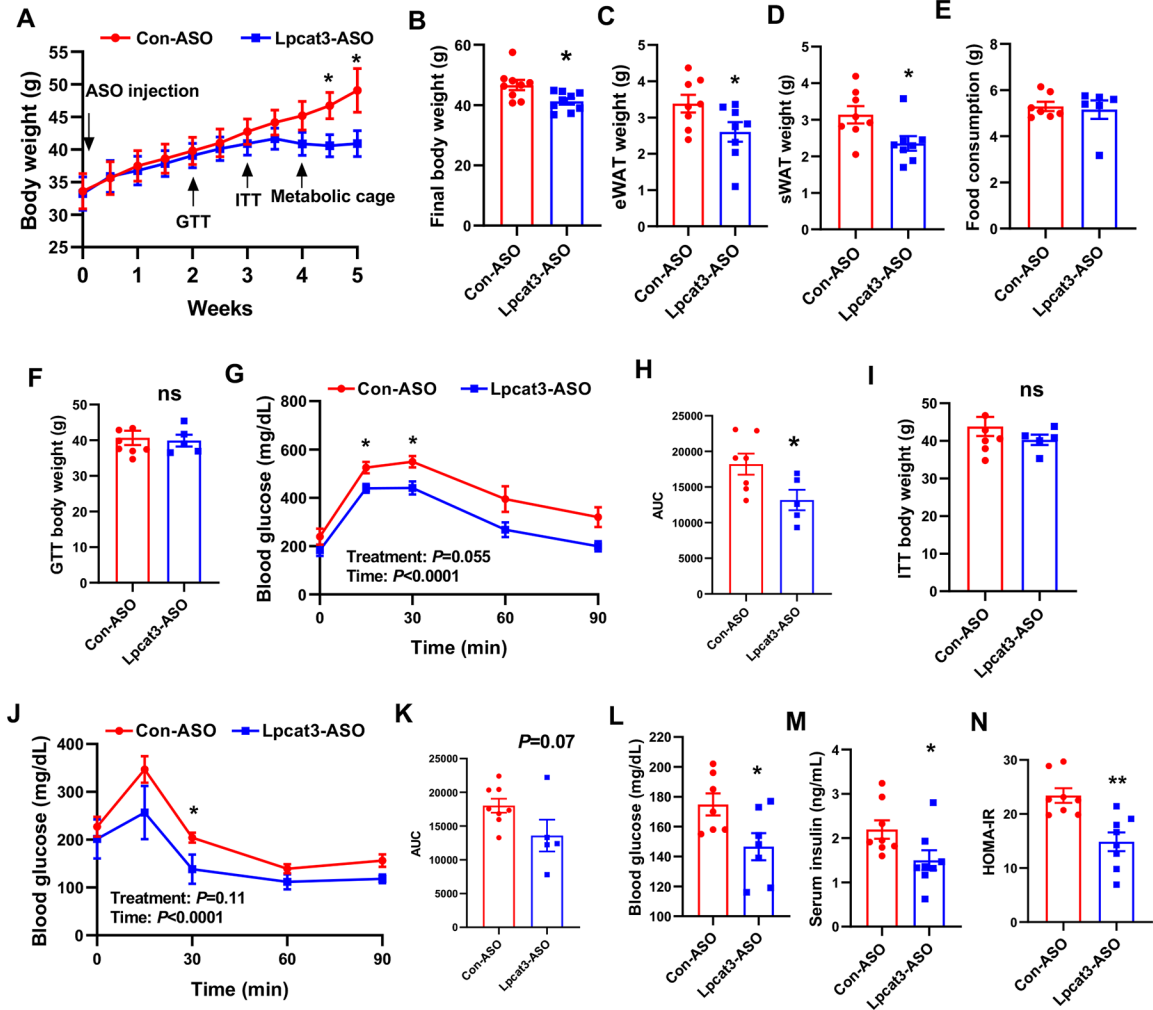 A
Con-ASO
Lpcat3-ASO
Body weight (g)
55
50
45
40
35
30
25
ASO injection
*
*
GTT
ITT
Metabolic cage
0
1
2
3
4
5
Weeks
B
Final body weight (g)
60
40
20
0
*
Con-ASO
Lpcat3-ASO
C
eWAT weight (g)
5
4
3
2
1
0
*
Con-ASO
Lpcat3-ASO
D
sWAT weight (g)
5
4
3
2
1
0
*
Con-ASO
Lpcat3-ASO
E
Food consumption (g)
8
6
4
2
0
Con-ASO
Lpcat3-ASO
F
GTT body weight (g)
50
40
30
20
10
0
ns
Con-ASO
Lpcat3-ASO
G
Con-ASO
Lpcat3-ASO
Blood glucose (mg/dL)
800
600
400
200
0
*
*
Treatment: P=0.055
Time: P<0.0001
0
30
60
90
Time (min)
H
AUC
25000
20000
15000
10000
5000
0
*
Con-ASO
Lpcat3-ASO
I
ITT body weight (g)
50
40
30
20
10
0
ns
Con-ASO
Lpcat3-ASO
J
Con-ASO
Lpcat3-ASO
Blood glucose (mg/dL)
400
300
200
100
0
*
Treatment: P=0.11
Time: P<0.0001
0
30
60
90
Time (min)
K
P=0.07
AUC
25000
20000
15000
10000
5000
0
Con-ASO
Lpcat3-ASO
L
Blood glucose (mg/dL)
220
200
180
160
140
120
100
*
Con-ASO
Lpcat3-ASO
M
Serum insulin (ng/mL)
4
3
2
1
0
*
Con-ASO
Lpcat3-ASO
N
HOMA-IR
30
20
10
0
**
Con-ASO
Lpcat3-ASO